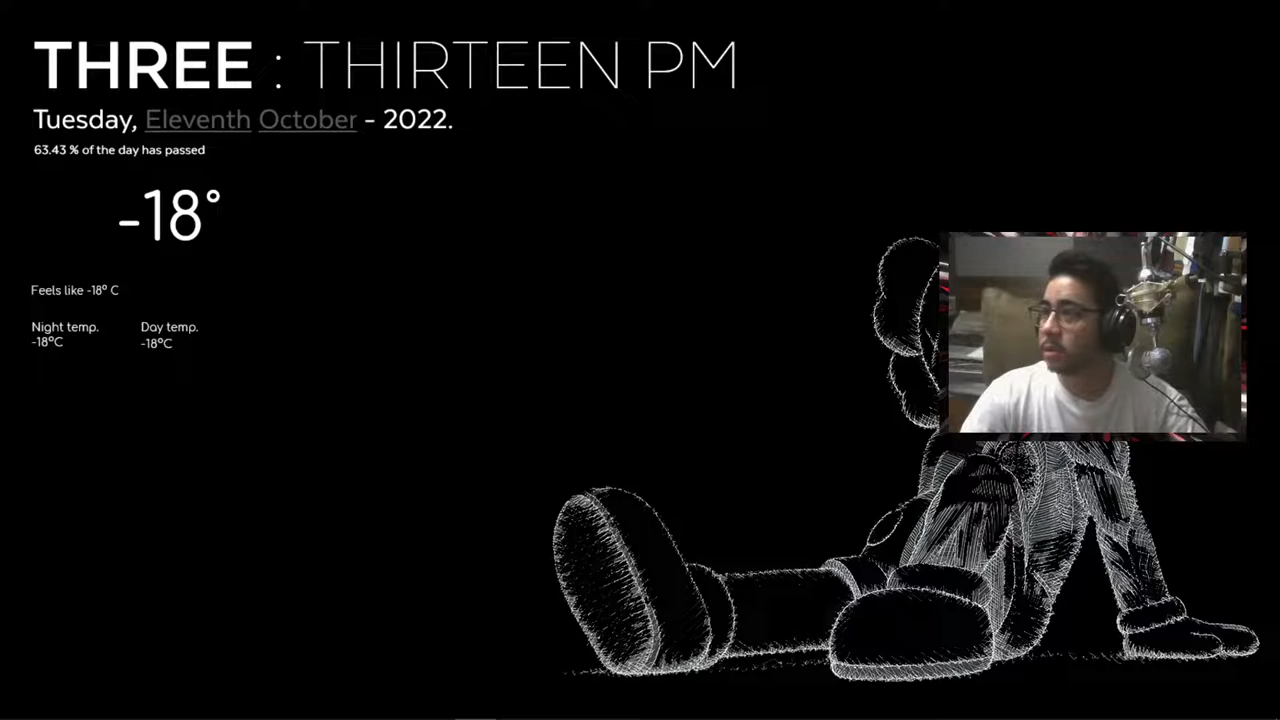 THREE : THIRTEEN PM
Tuesday, Eleventh October - 2022.
63.43 % of the day has passed
-18°
Feels like -18° C
Night temp. Day temp.
-18°C -18°C